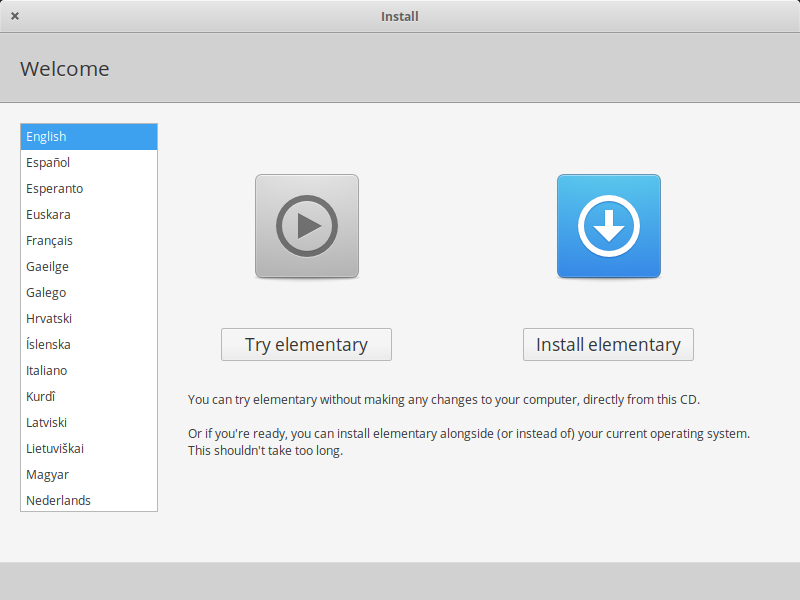 Install
Welcome
English
Español
Esperanto
Euskara
Français
Gaeilge
Galego
Hrvatski
Íslenska
Italiano
Kurdî
Latviski
Lietuviškai
Magyar
Nederlands
Try elementary
Install elementary
You can try elementary without making any changes to your computer, directly from this CD.
Or if you're ready, you can install elementary alongside (or instead of) your current operating system.
This shouldn't take too long.